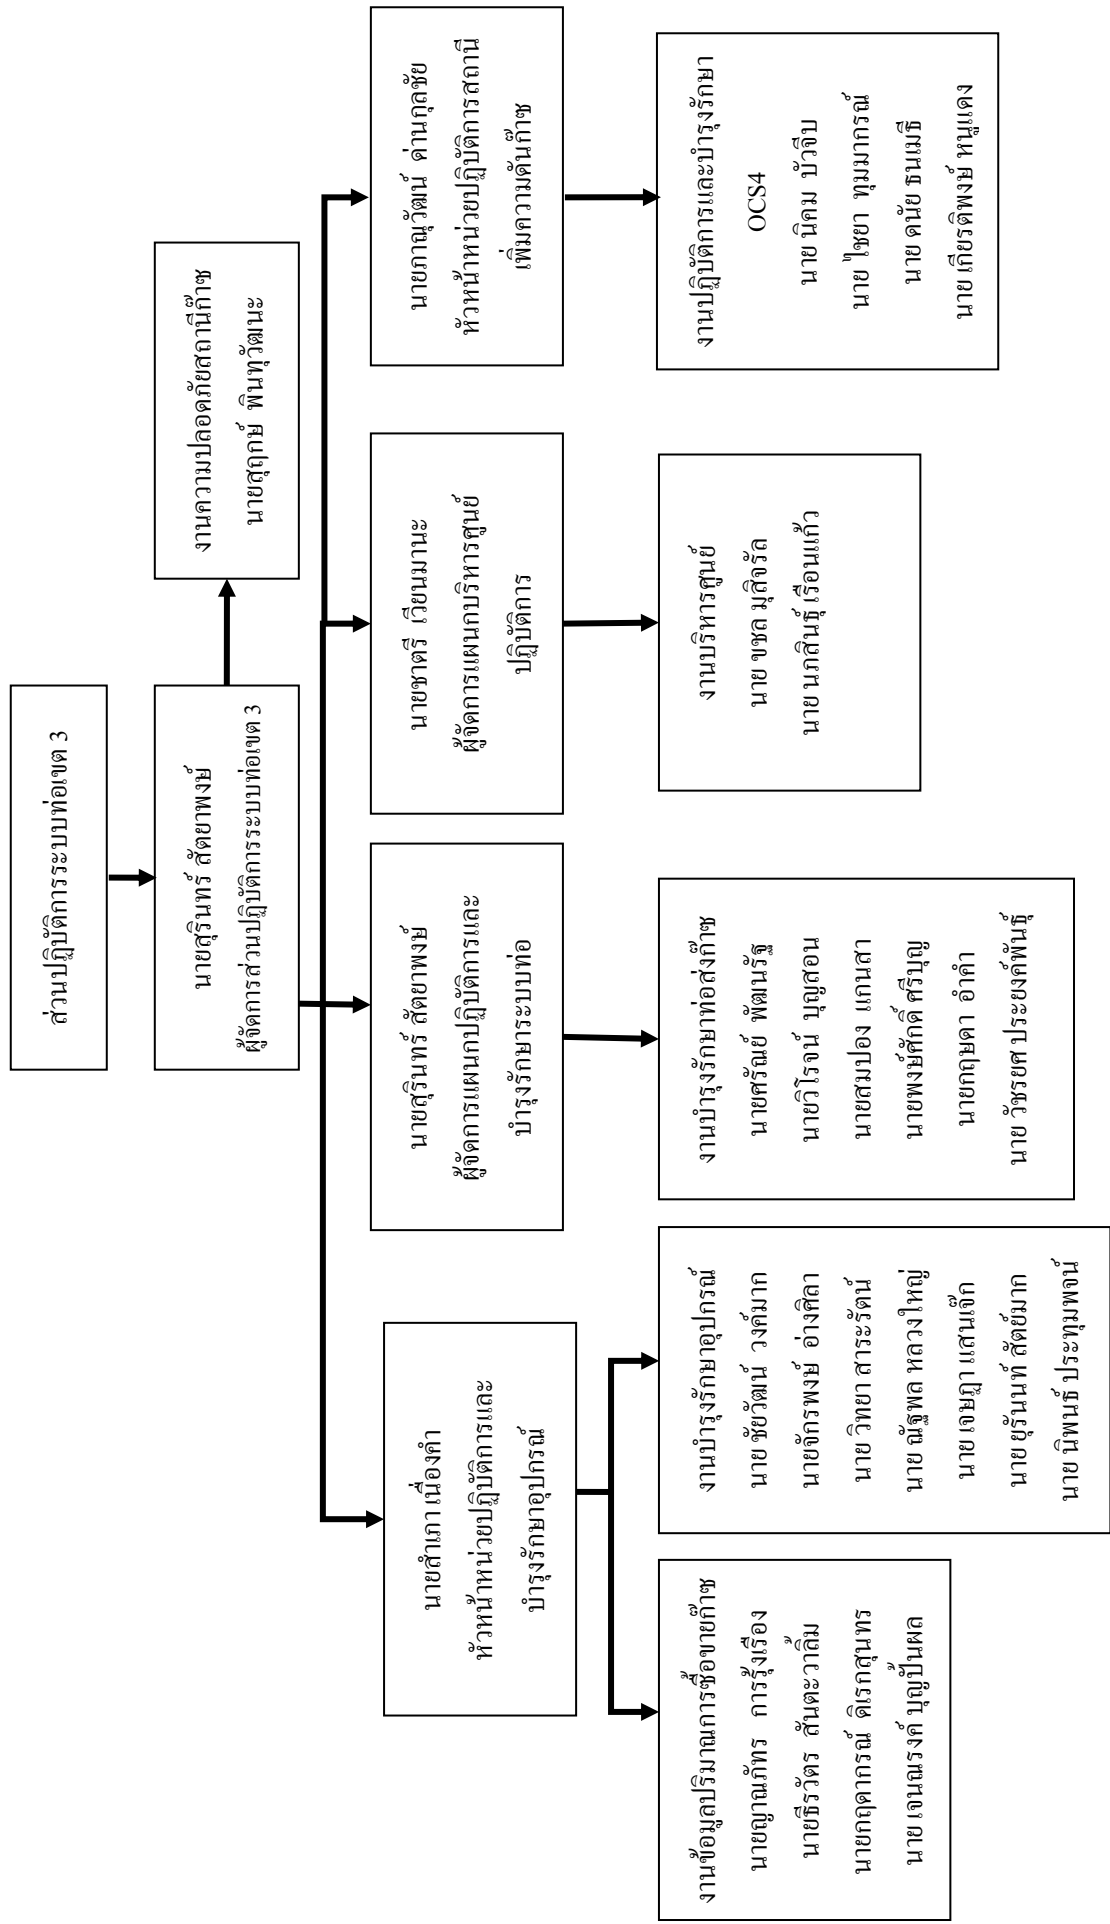 ส่วนปฏิบัติการระบบท่อเขต 3
นายสุรินทร์ สัตยาพงษ์
ผู้จัดการส่วนปฏิบัติการระบบท่อเขต 3
งานความปลอดภัยสถานีก๊าซ
นายสุฤกษ์ พินทุวัฒนะ
นายสำเภา เนื่องคำ
หัวหน้าหน่วยปฏิบัติการและ
บำรุงรักษาอุปกรณ์
นายสุรินทร์ สัตยาพงษ์
ผู้จัดการแผนกปฏิบัติการและ
บำรุงรักษาระบบท่อ
นายชาตรี เวียนมานะ
ผู้จัดการแผนกบริหารศูนย์
ปฏิบัติการ
นายภาณุวัฒน์ ด่านกุลชัย
หัวหน้าหน่วยปฏิบัติการสถานี
เพิ่มความดันก๊าซ
งานข้อมูลปริมาณการซื้อขายก๊าซ
นายญาณภัทร การรุ้งเรือง
นายธีรวัตร สันตะวาลิ้ม
นายกฤดากรณ์ ดิเรกสุนทร
นาย เจนณรงค์ บุญปั้นผล
งานบำรุงรักษาอุปกรณ์
นาย ชัยวัฒน์ วงค์มาก
นายจักรพงษ์ อ่างศิลา
นาย วิทยา สาระรัตน์
นาย ณัฐพล หลวงใหญ่
นาย เจษฎา แสนเจ๊ก
นาย ยุรันนท์ สัตย์มาก
นาย นิพนธ์ ประทุมพจน์
งานบำรุงรักษาท่อส่งก๊าซ
นายศรัณย์ พัฒนรัฐ
นายวิโรจน์ บุญสอน
นายสมปอง แกนสา
นายพงษ์ศักดิ์ ศรีบุญ
นายกฤษดา อำคำ
นาย วัชรยศ ประยงค์พันธุ์
งานบริหารศูนย์
นาย ขชล มุสิจรัล
นาย นภสินธุ์ เรือนแก้ว
งานปฏิบัติการและบำรุงรักษา
OCS4
นาย นิคม บัวจีบ
นาย ไชยา ทุมมากรณ์
นาย ดนัย ธนเมธี
นาย เกียรติพงษ์ หนูแดง